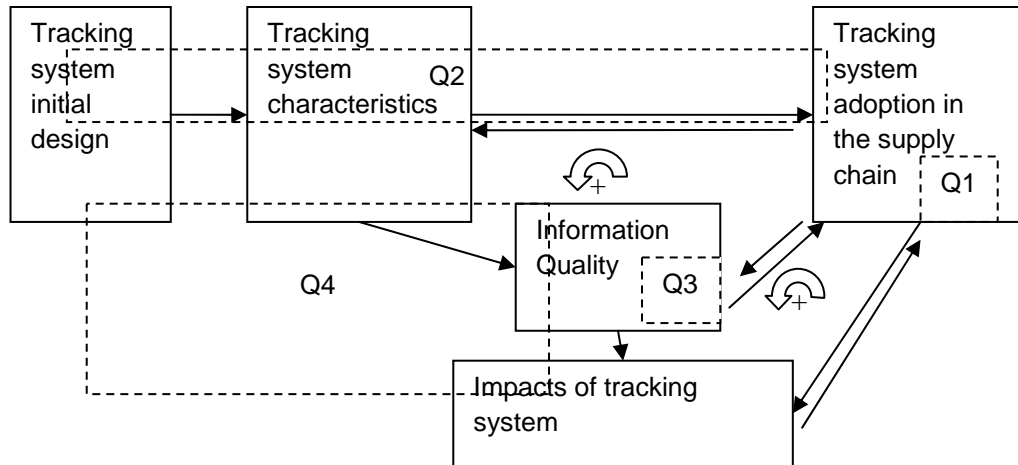 Tracking
system
initial
design
Tracking
system
characteristics
Q2
Tracking
system
adoption in
the supply
chain
Q1
+
Information
Quality
Q3
+
Q4
Impacts of tracking
system